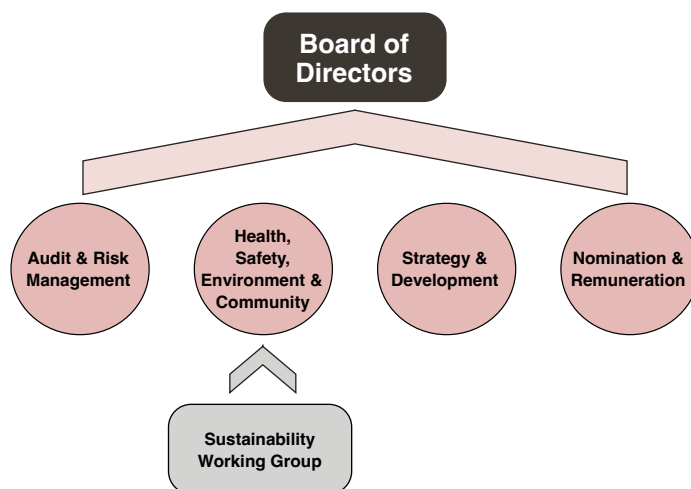 Board of
Directors
Audit & Risk
Management
Health,
Safety,
Environment &
Community
Strategy &
Development
Nomination &
Remuneration
Sustainability
Working Group